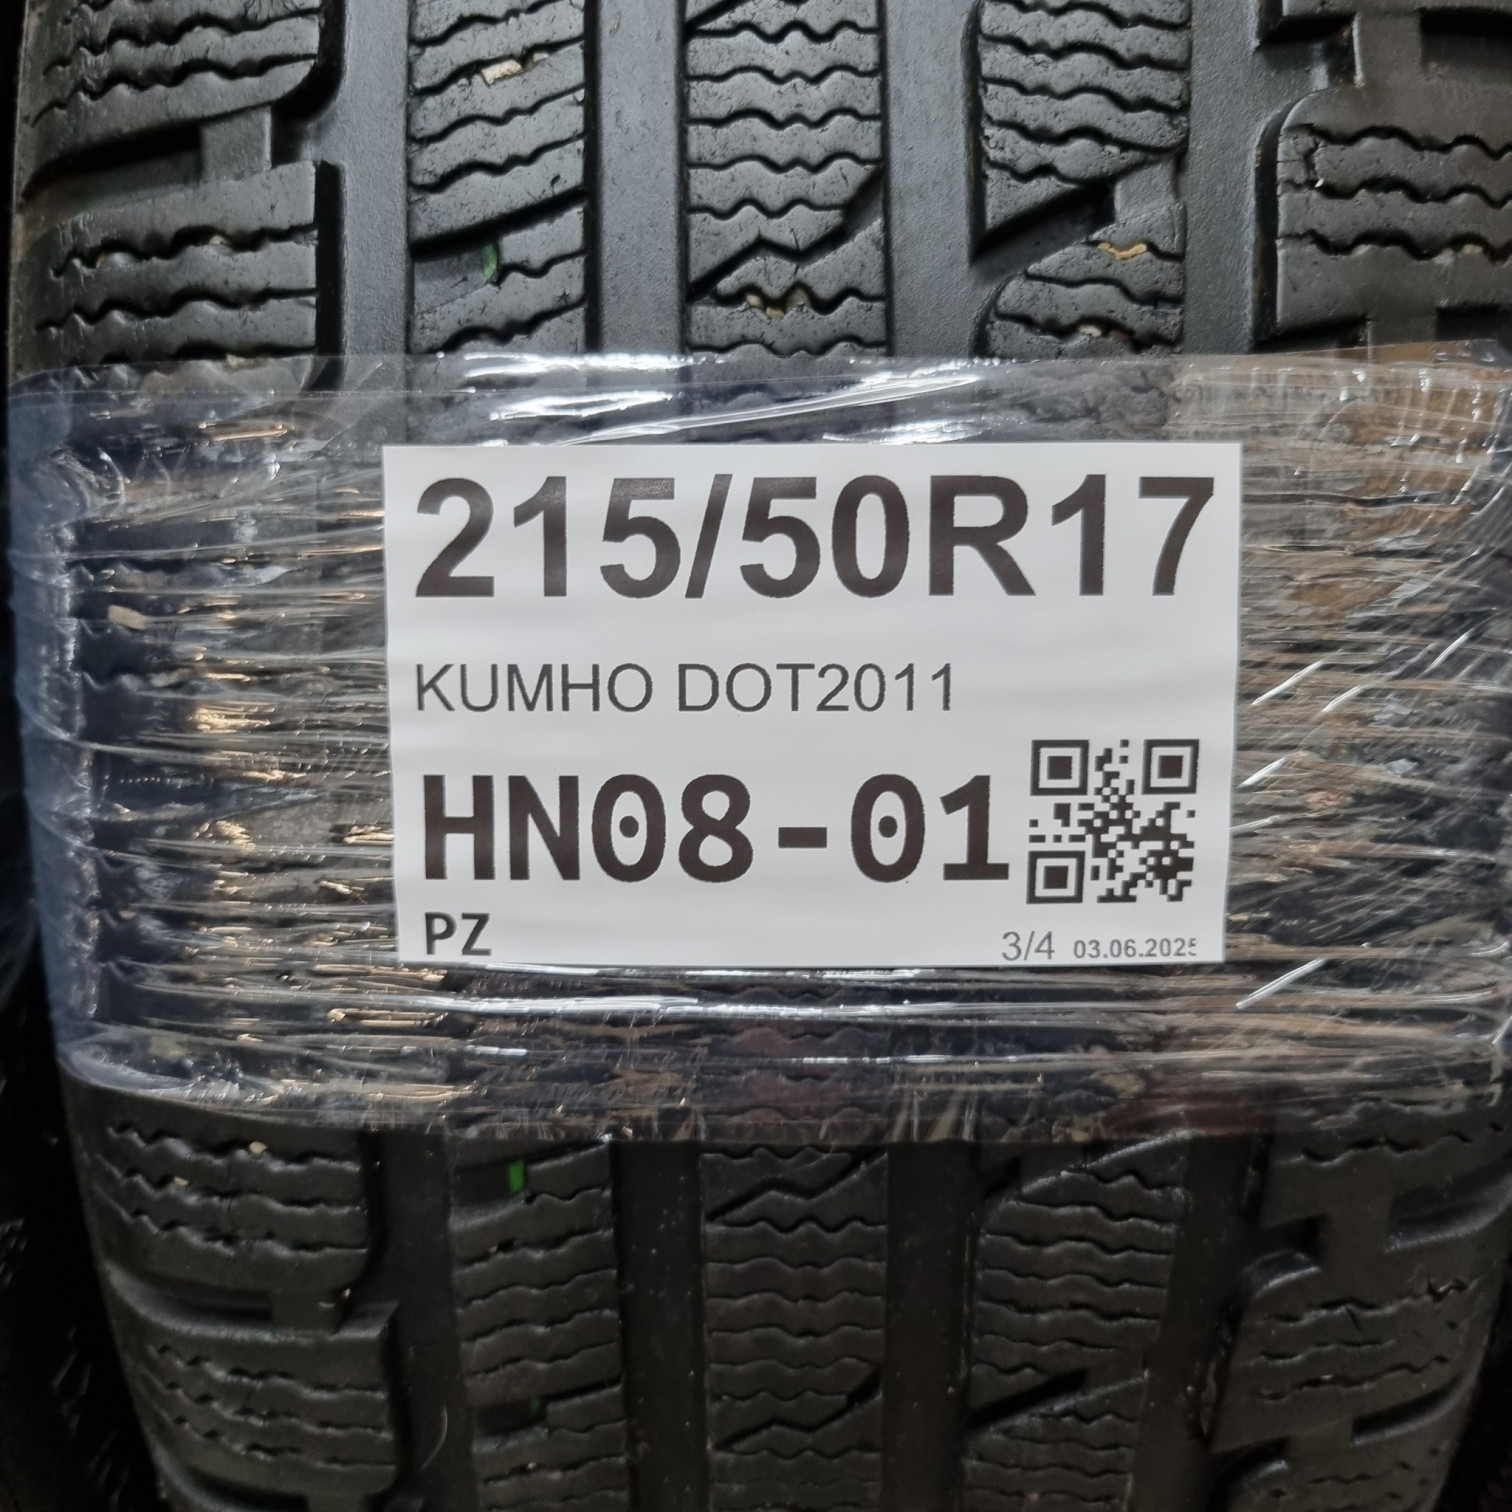 215/50R17
KUMHO DOT2011
HN08-01
PZ
3/4 03.06.2025